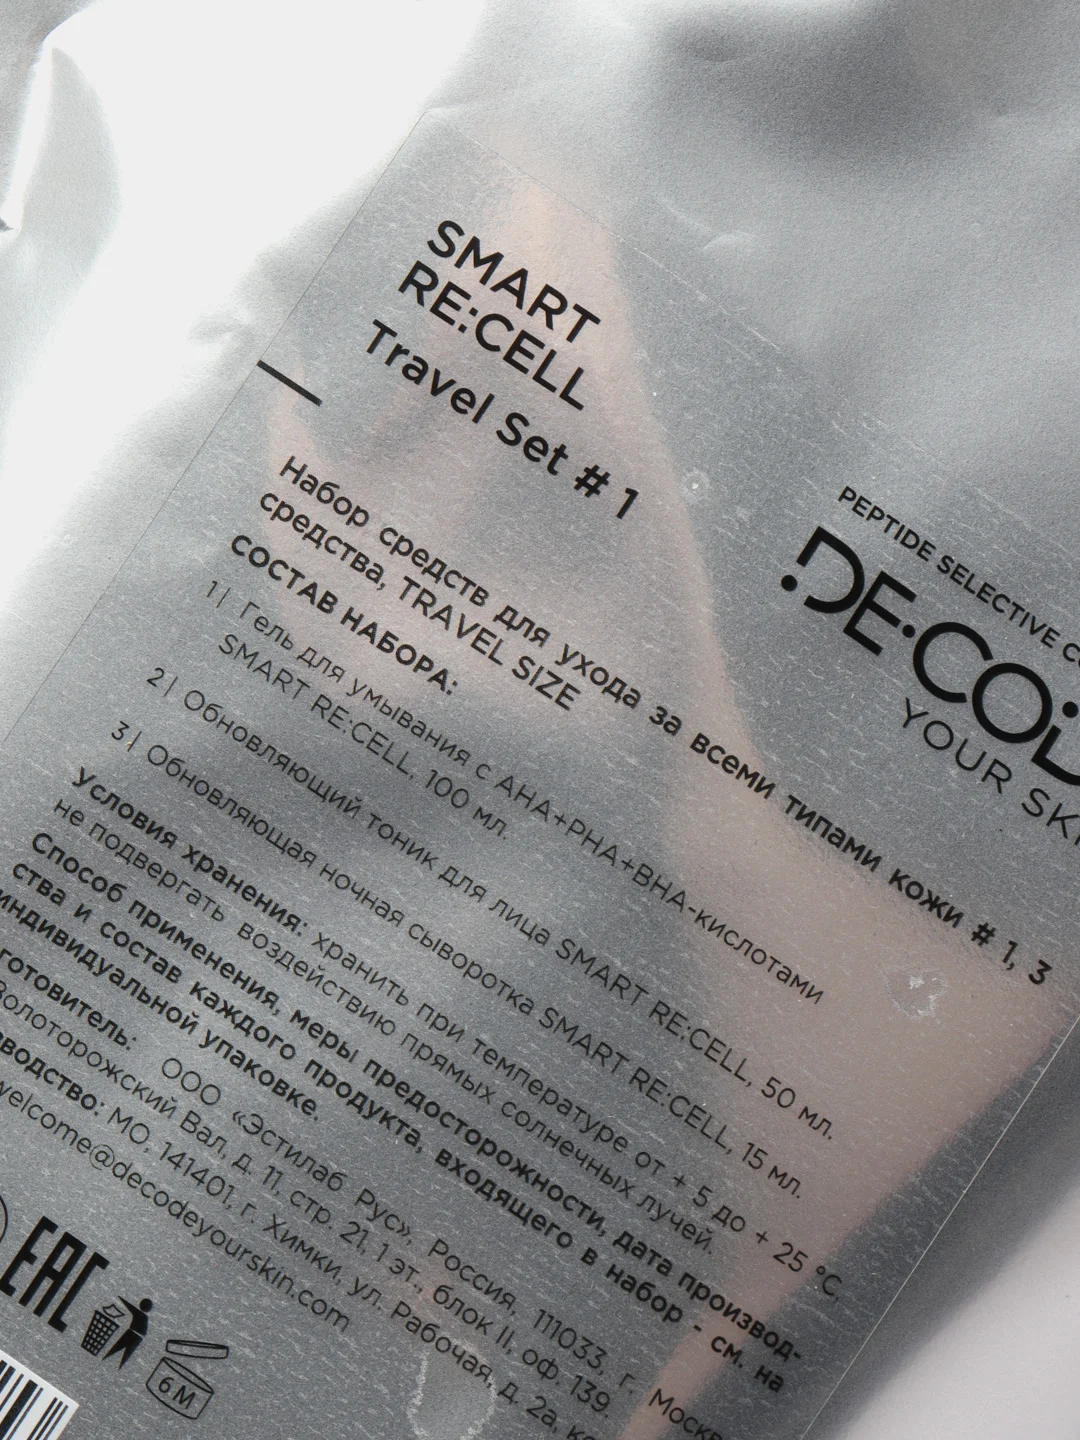 SMART
RE:CELL
Travel Set # 1
PEPTIDE SELECTIVE
DE·CO
YOUR
Набор средств для ухода за всеми типами кожи # 1, 3
средства, TRAVEL SIZE
СОСТАВ НАБОРА:
1| Гель для умывания с AHA+PHA+BHA-кислотами
SMART RE:CELL, 100 мл.
2| Обновляющий тоник для лица SMART RE:CELL, 50 мл.
3| Обновляющая ночная сыворотка SMART RE:CELL, 15 мл.
Условия хранения: хранить при температуре от + 5 до + 25 °C,
не подвергать воздействию прямых солнечных лучей.
Способ применения, меры предосторожности, дата производ-
ства и состав каждого продукта, входящего в набор - см. на
индивидуальной упаковке.
готовитель: ООО «Эстилаб Рус», Россия, 111033, г. Москва
Золоторожский Вал, д. 11, стр. 21, 1 эт., блок II, оф. 139.
водство: МО, 141401, г. Химки, ул. Рабочая, д. 2а,
welcome@decodeyourskin.com
EAC
6 M